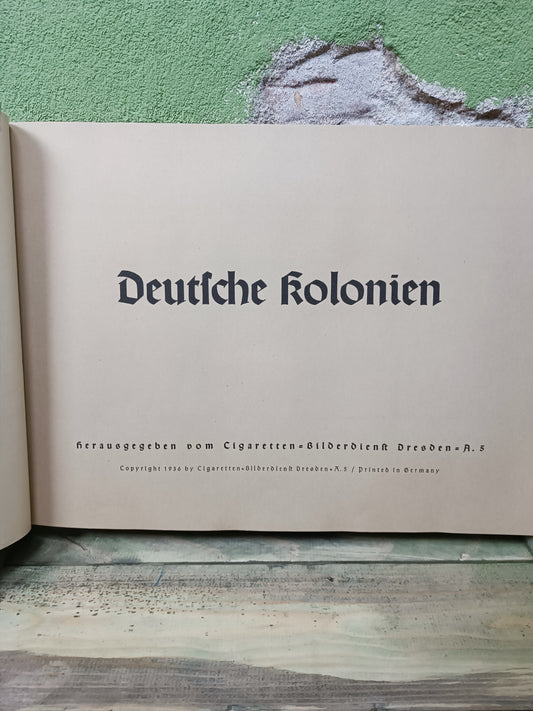 Deutſche Kolonien
Herausgegeben vom Cigaretten=Bilderdienſt Dresden=A. 5
Copyright 1936 by Cigaretten=Bilderdienſt Dresden=A. 5 / Printed in Germany